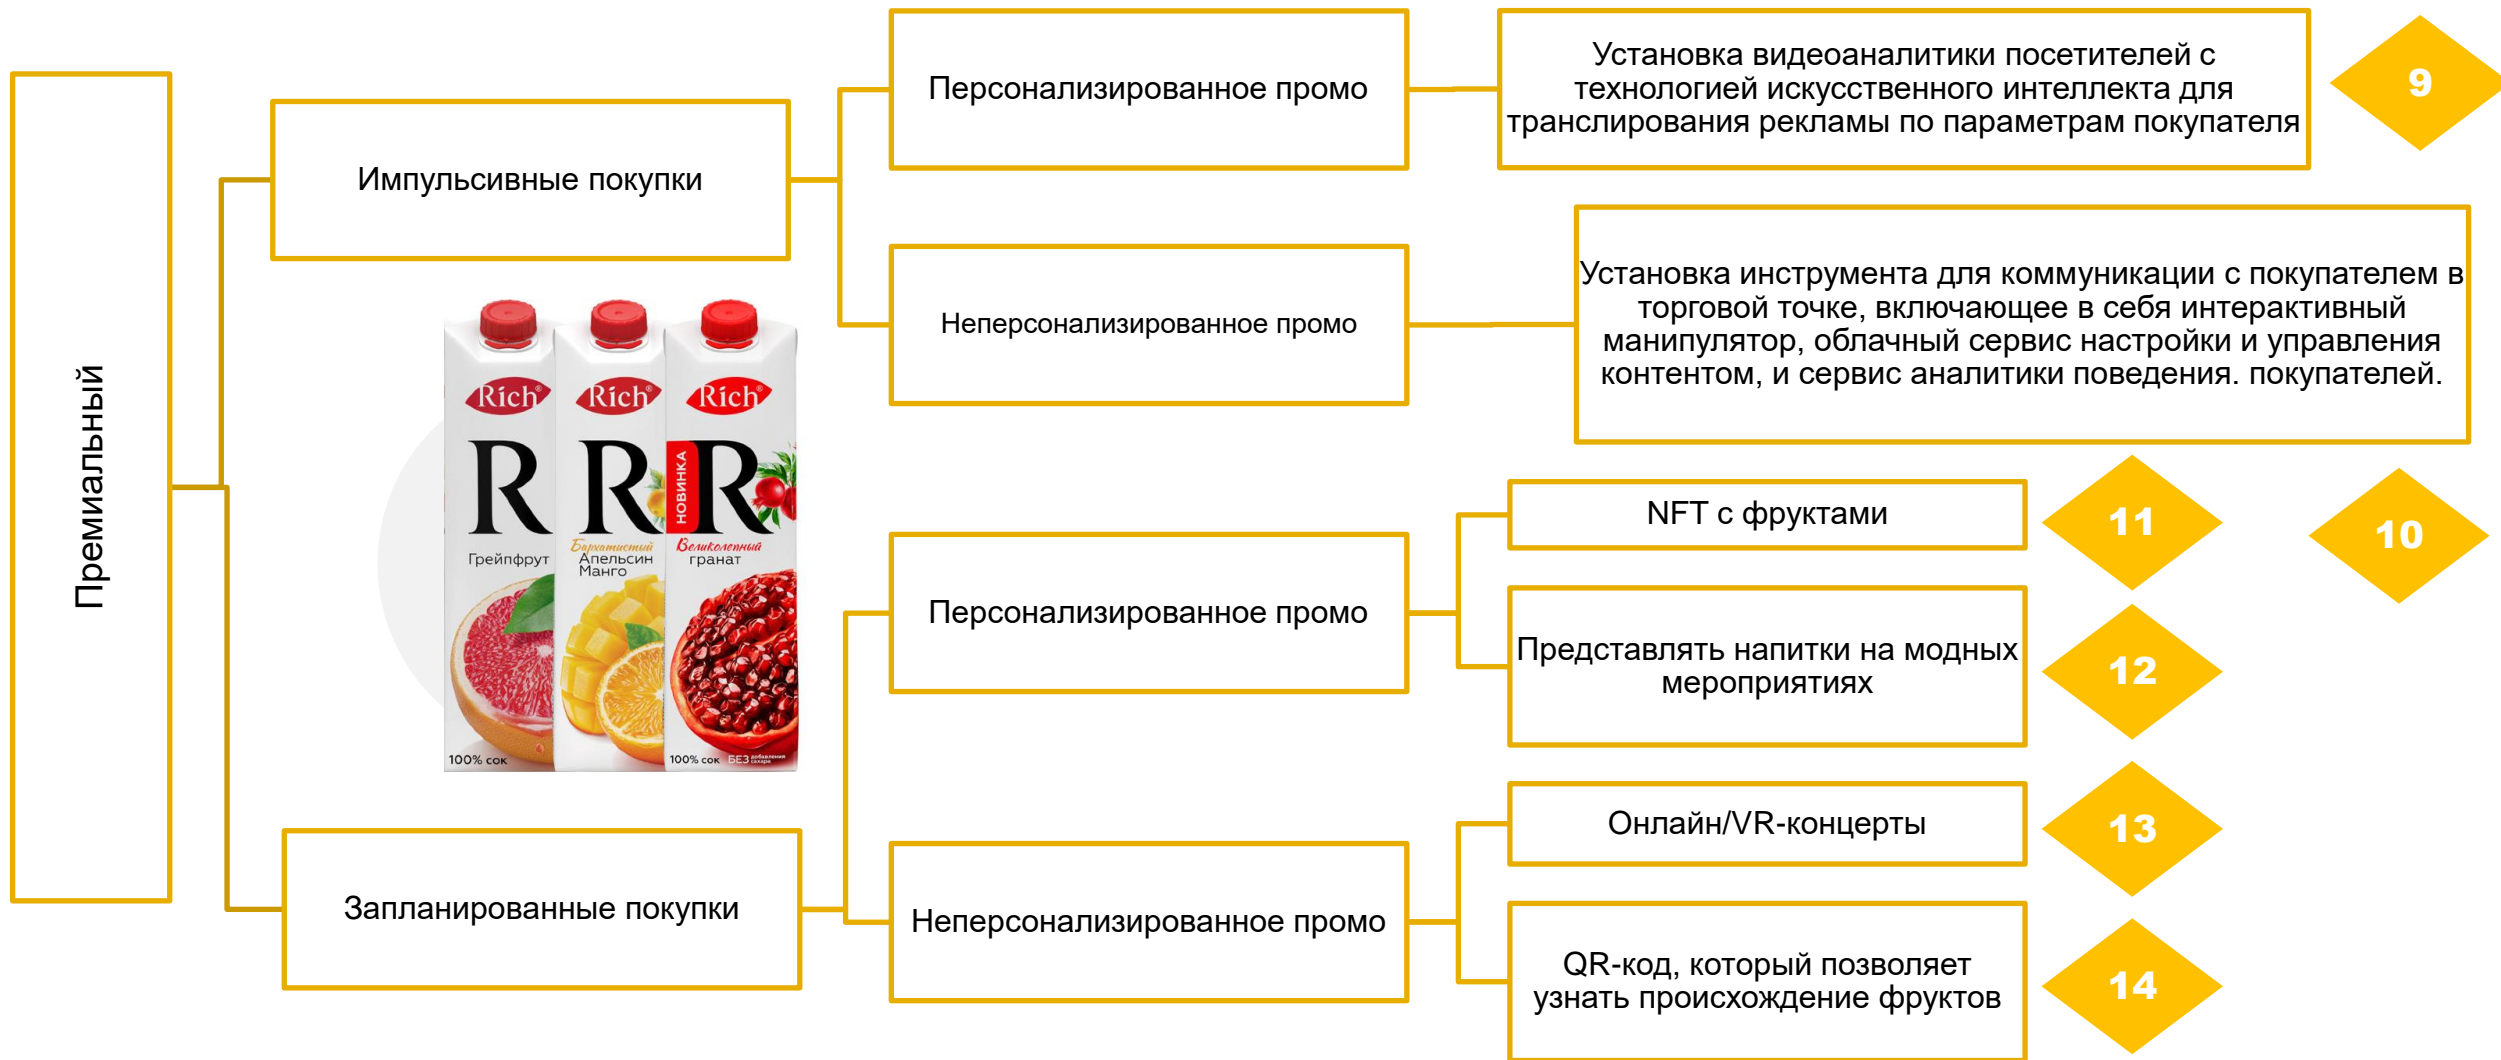 Премиальный
Импульсивные покупки
Персонализированное промо
Установка видеоаналитики посетителей с
технологией искусственного интеллекта для
транслирования рекламы по параметрам покупателя
9
Неперсонализированное промо
Установка инструмента для коммуникации с покупателем в
торговой точке, включающее в себя интерактивный
манипулятор, облачный сервис настройки и управления
контентом, и сервис аналитики поведения. покупателей.
10
Rich®
R
Грейпфрут
100% сок
Rich®
R
Бархатистый
Апельсин
Манго
Rich®
НОВИНКА
R
Великолепный
гранат
100% сок
БЕЗ добавления
сахара
Запланированные покупки
Персонализированное промо
NFT с фруктами
11
Представлять напитки на модных
мероприятиях
12
Неперсонализированное промо
Онлайн/VR-концерты
13
QR-код, который позволяет
узнать происхождение фруктов
14